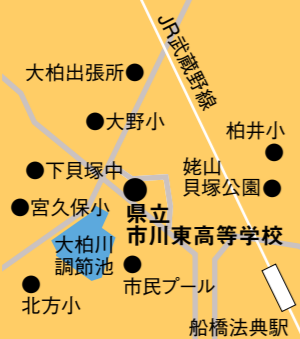 JR武蔵野線
大柏出張所
大野小
柏井小
下貝塚中
姥山
貝塚公園
宮久保小
県立
市川東高等学校
大柏川
調節池
市民プール
北方小
船橋法典駅